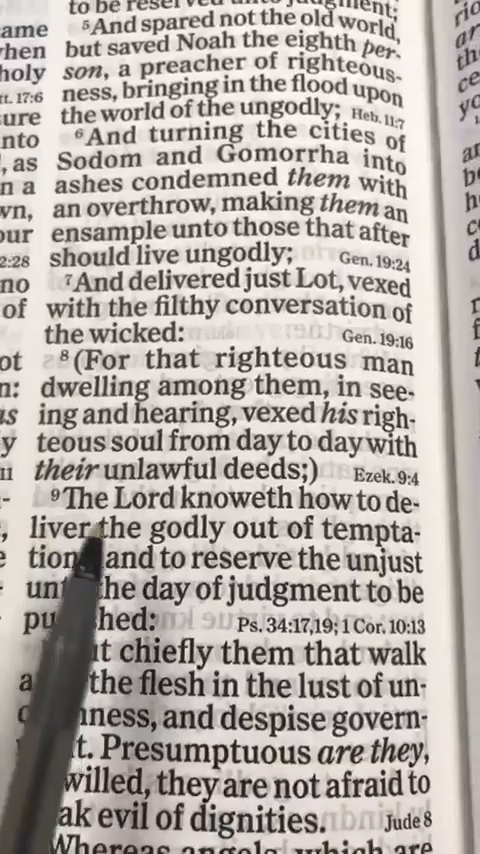 to be reserved unto judgment;
5And spared not the old world,
but saved Noah the eighth per-
son, a preacher of righteous-
ness, bringing in the flood upon
the world of the ungodly; Heb. 11:7
6And turning the cities of
Sodom and Gomorrha into
ashes condemned them with
an overthrow, making them an
ensample unto those that after
should live ungodly; Gen. 19:24
7And delivered just Lot, vexed
with the filthy conversation of
the wicked: Gen. 19:16
8(For that righteous man
dwelling among them, in see-
ing and hearing, vexed his righ-
teous soul from day to day with
their unlawful deeds;) Ezek. 9:4
9The Lord knoweth how to de-
liver the godly out of tempta-
tion and to reserve the unjust
the day of judgment to be
Ps. 34:17,19; 1 Cor. 10:13
chiefly them that walk
the flesh in the lust of un-
and despise govern-
Presumptuous are they,
willed, they are not afraid to
evil of dignities. Jude 8
Whereas angels, which are